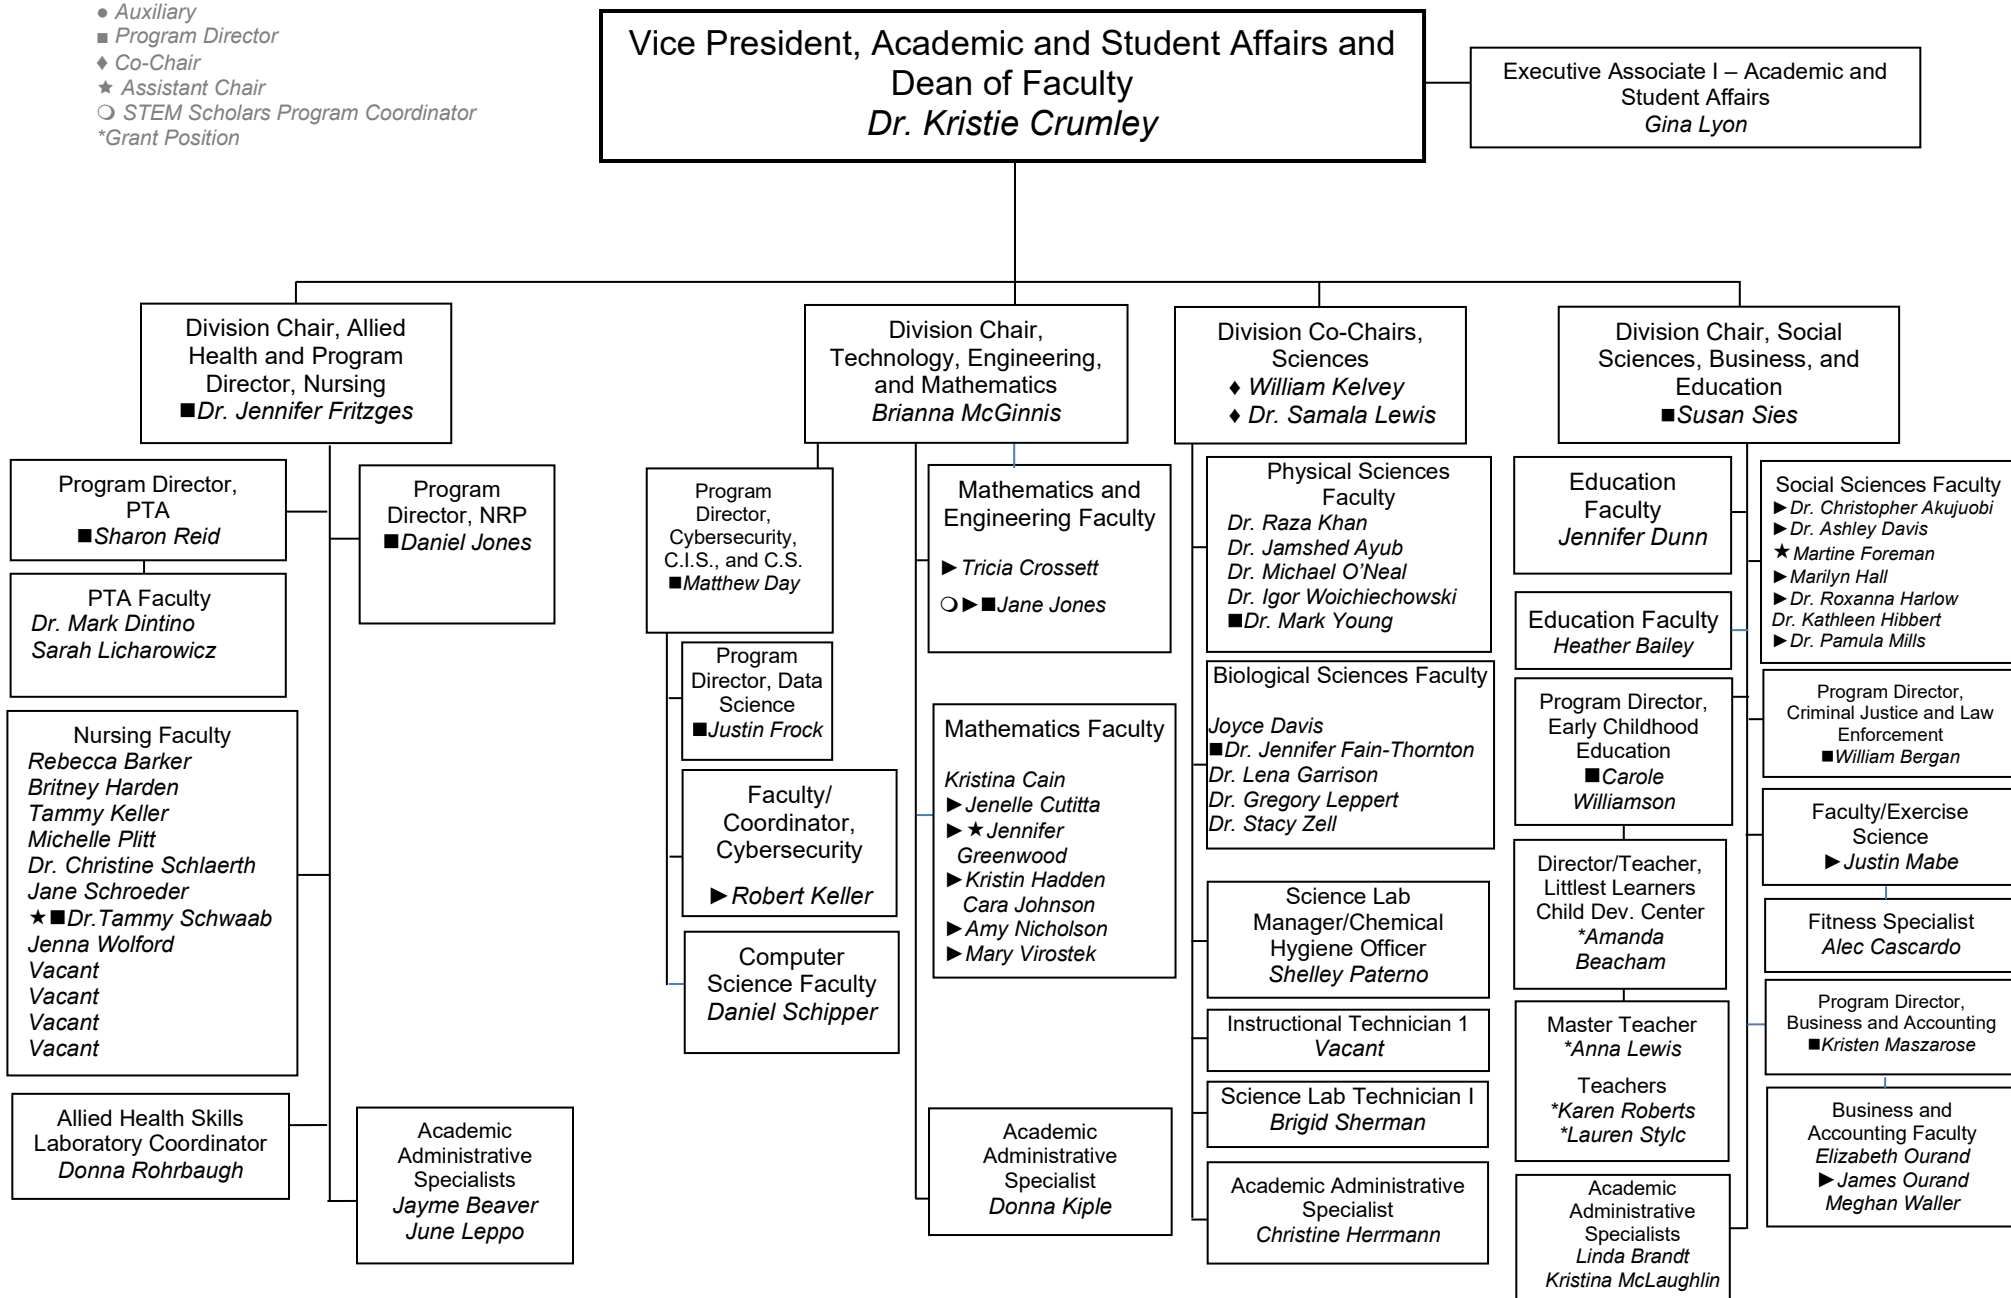 ● Auxiliary
■ Program Director
♦ Co-Chair
★ Assistant Chair
❍ STEM Scholars Program Coordinator
*Grant Position
Vice President, Academic and Student Affairs and
Dean of Faculty
Dr. Kristie Crumley
Executive Associate I – Academic and
Student Affairs
Gina Lyon
Division Chair, Allied
Health and Program
Director, Nursing
■Dr. Jennifer Fritzges
Program Director,
PTA
■Sharon Reid
Program
Director, NRP
■Daniel Jones
PTA Faculty
Dr. Mark Dintino
Sarah Licharowicz
Nursing Faculty
Rebecca Barker
Britney Harden
Tammy Keller
Michelle Plitt
Dr. Christine Schlaerth
Jane Schroeder
★■Dr.Tammy Schwaab
Jenna Wolford
Vacant
Vacant
Vacant
Vacant
Allied Health Skills
Laboratory Coordinator
Donna Rohrbaugh
Academic
Administrative
Specialists
Jayme Beaver
June Leppo
Division Chair,
Technology, Engineering,
and Mathematics
Brianna McGinnis
Program
Director,
Cybersecurity,
C.I.S., and C.S.
■Matthew Day
Program
Director, Data
Science
■Justin Frock
Faculty/
Coordinator,
Cybersecurity
►Robert Keller
Computer
Science Faculty
Daniel Schipper
Mathematics and
Engineering Faculty
►Tricia Crossett
❍►■Jane Jones
Mathematics Faculty
Kristina Cain
►Jenelle Cutitta
►★Jennifer
Greenwood
►Kristin Hadden
Cara Johnson
►Amy Nicholson
►Mary Virostek
Academic
Administrative
Specialist
Donna Kiple
Division Co-Chairs,
Sciences
♦ William Kelvey
♦ Dr. Samala Lewis
Physical Sciences
Faculty
Dr. Raza Khan
Dr. Jamshed Ayub
Dr. Michael O’Neal
Dr. Igor Woichiechowski
■Dr. Mark Young
Biological Sciences Faculty
Joyce Davis
■Dr. Jennifer Fain-Thornton
Dr. Lena Garrison
Dr. Gregory Leppert
Dr. Stacy Zell
Science Lab
Manager/Chemical
Hygiene Officer
Shelley Paterno
Instructional Technician 1
Vacant
Science Lab Technician I
Brigid Sherman
Academic Administrative
Specialist
Christine Herrmann
Division Chair, Social
Sciences, Business, and
Education
■Susan Sies
Education
Faculty
Jennifer Dunn
Education Faculty
Heather Bailey
Program Director,
Early Childhood
Education
■Carole
Williamson
Director/Teacher,
Littlest Learners
Child Dev. Center
*Amanda
Beacham
Master Teacher
*Anna Lewis
Teachers
*Karen Roberts
*Lauren Stylc
Academic
Administrative
Specialists
Linda Brandt
Kristina McLaughlin
Social Sciences Faculty
►Dr. Christopher Akujuobi
►Dr. Ashley Davis
★Martine Foreman
►Marilyn Hall
►Dr. Roxanna Harlow
Dr. Kathleen Hibbert
►Dr. Pamula Mills
Program Director,
Criminal Justice and Law
Enforcement
■William Bergan
Faculty/Exercise
Science
►Justin Mabe
Fitness Specialist
Alec Cascardo
Program Director,
Business and Accounting
■Kristen Maszarose
Business and
Accounting Faculty
Elizabeth Ourand
►James Ourand
Meghan Waller